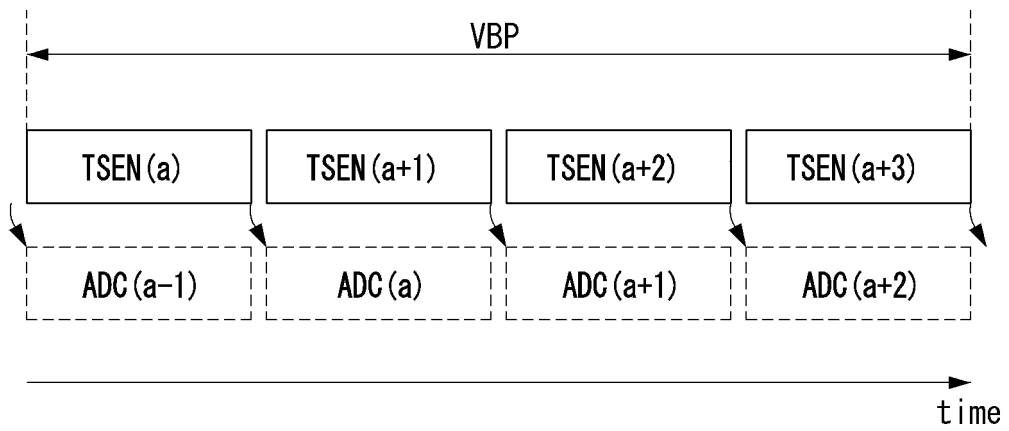 VBP
TSEN(a) TSEN(a+1) TSEN(a+2) TSEN(a+3)
ADC(a-1) ADC(a) ADC(a+1) ADC(a+2)
time